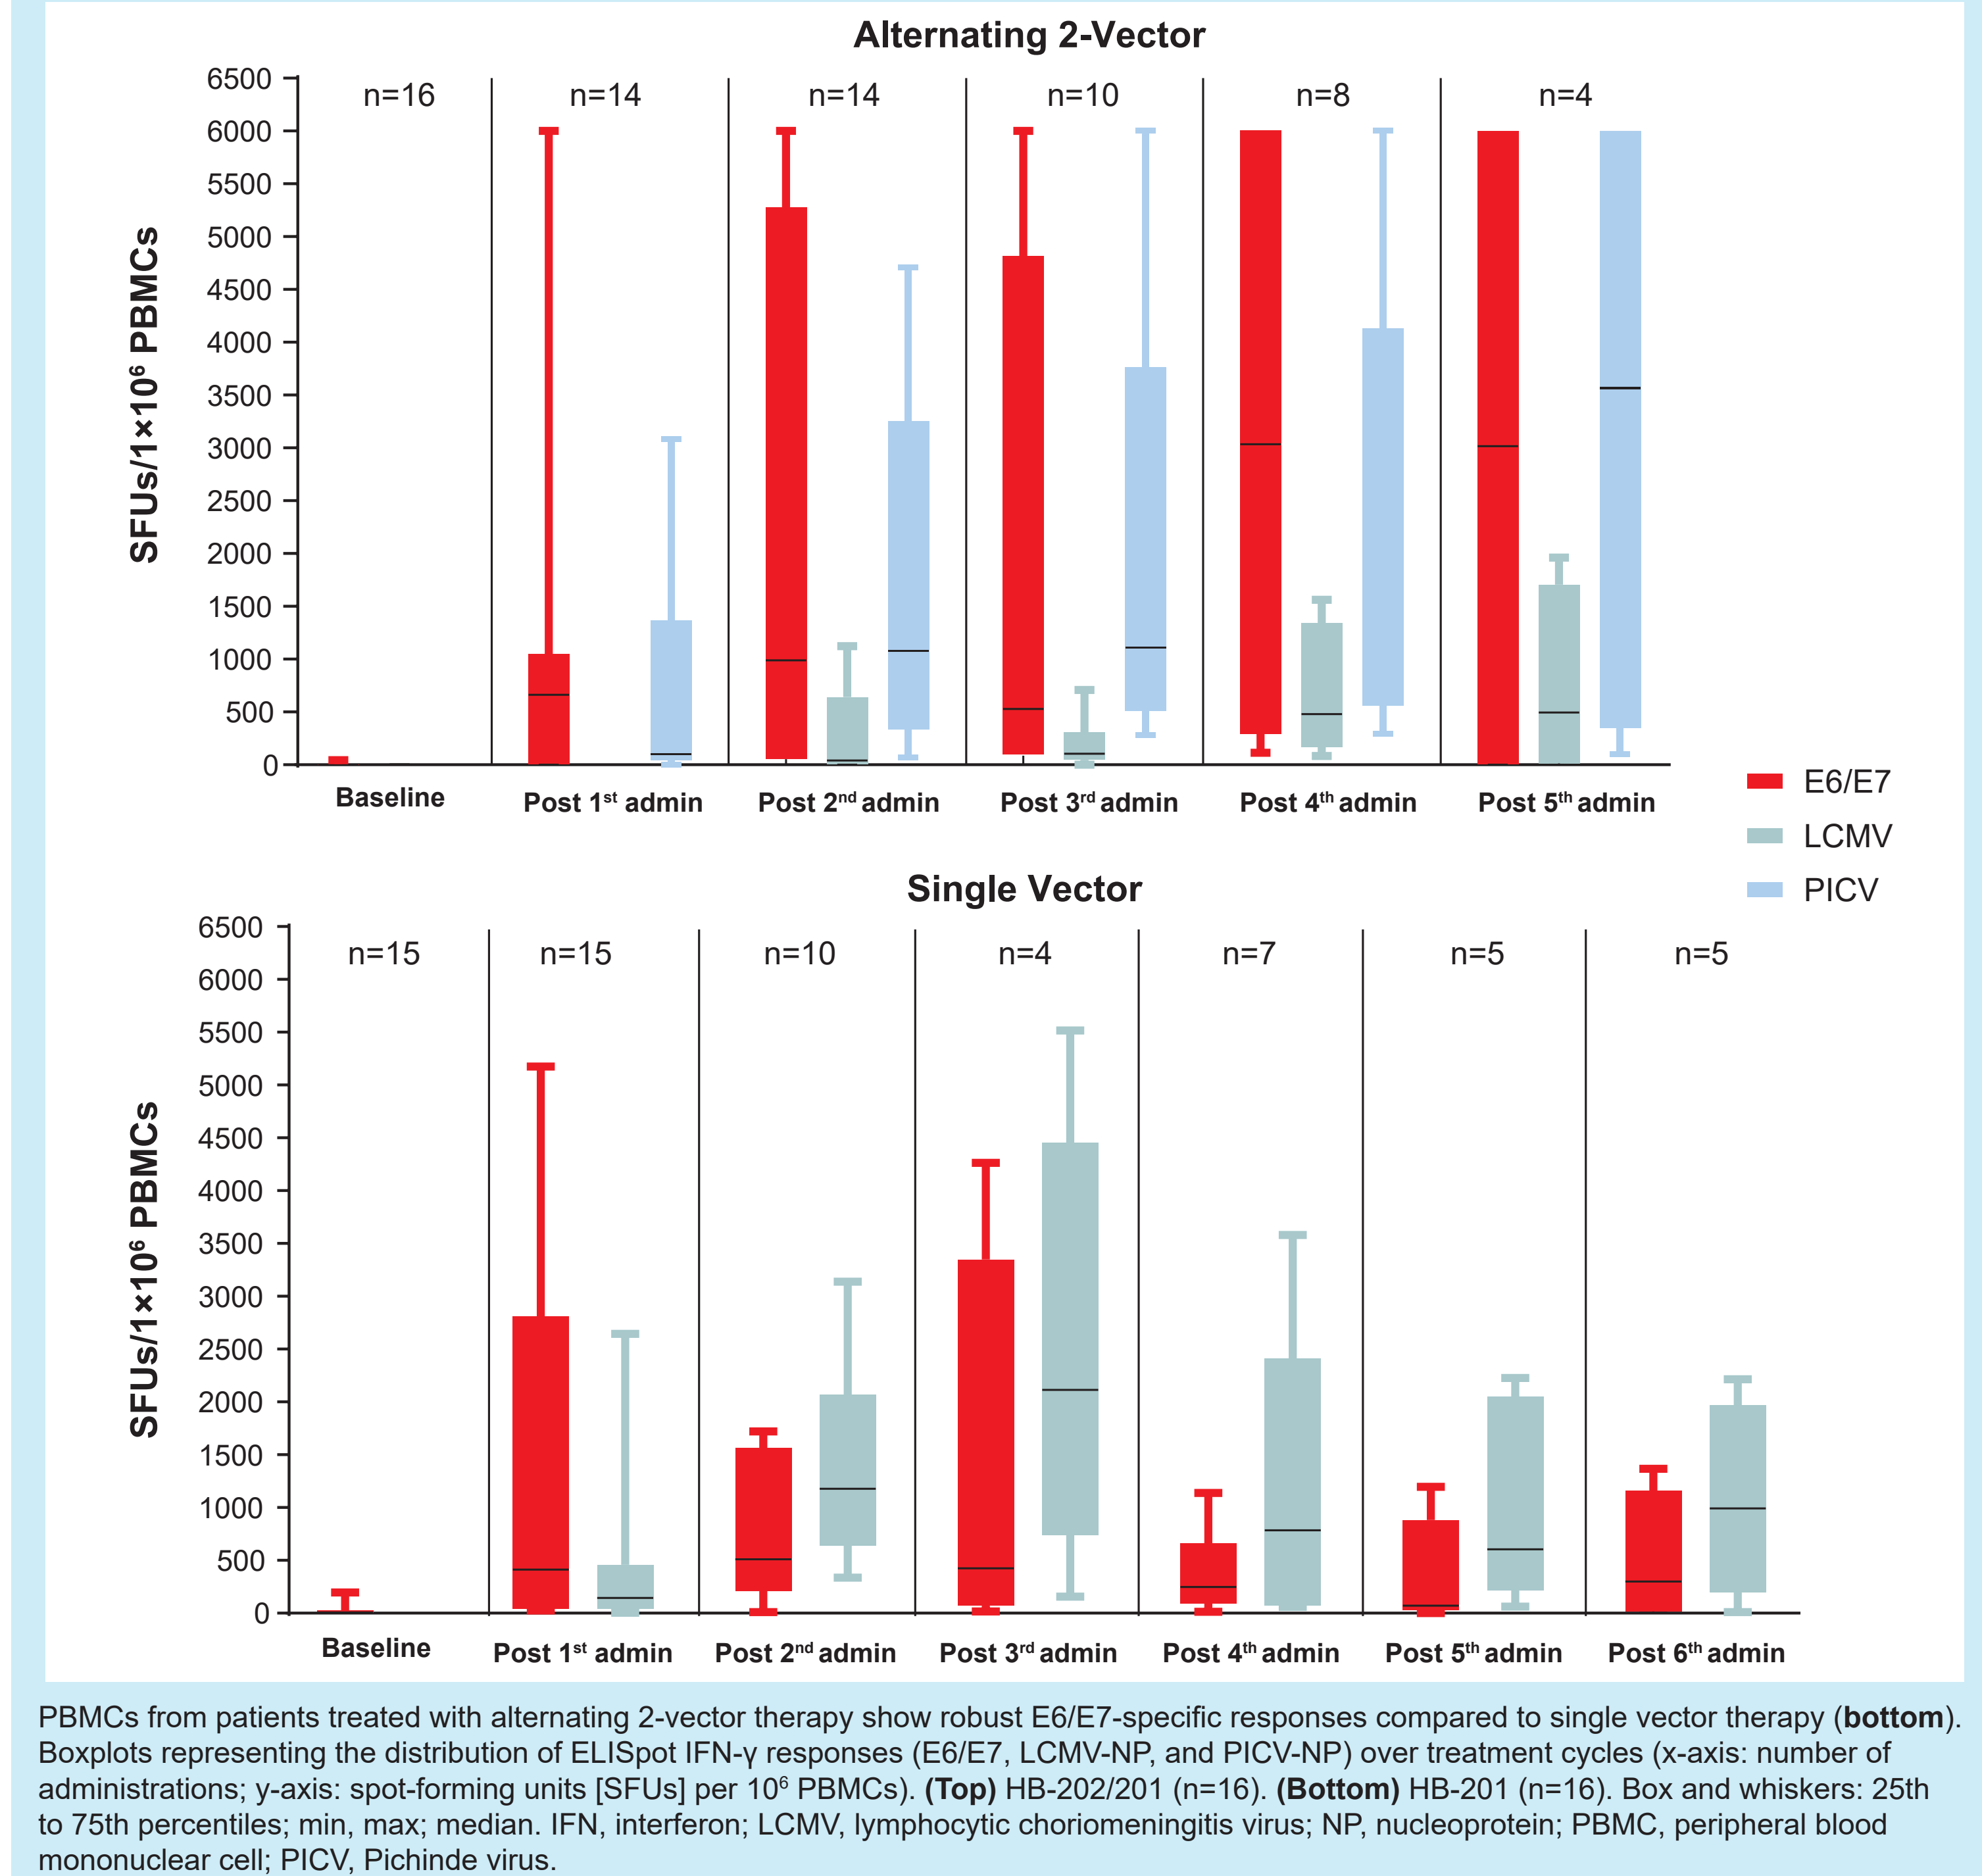 Alternating 2-Vector
6500 n=16 n=14 n=14 n=10 n=8 n=4
6000
5500
5000
4500
4000
3500
3000
2500
2000
1500
1000
500
0
SFUs/1×10⁶ PBMCs
Baseline Post 1ˢᵗ admin Post 2ⁿᵈ admin Post 3ʳᵈ admin Post 4ᵗʰ admin Post 5ᵗʰ admin
E6/E7
LCMV
PICV
Single Vector
6500 n=15 n=15 n=10 n=4 n=7 n=5 n=5
6000
5500
5000
4500
4000
3500
3000
2500
2000
1500
1000
500
0
SFUs/1×10⁶ PBMCs
Baseline Post 1ˢᵗ admin Post 2ⁿᵈ admin Post 3ʳᵈ admin Post 4ᵗʰ admin Post 5ᵗʰ admin Post 6ᵗʰ admin
PBMCs from patients treated with alternating 2-vector therapy show robust E6/E7-specific responses compared to single vector therapy (bottom).
Boxplots representing the distribution of ELISpot IFN-γ responses (E6/E7, LCMV-NP, and PICV-NP) over treatment cycles (x-axis: number of
administrations; y-axis: spot-forming units [SFUs] per 10⁶ PBMCs). (Top) HB-202/201 (n=16). (Bottom) HB-201 (n=16). Box and whiskers: 25th
to 75th percentiles; min, max; median. IFN, interferon; LCMV, lymphocytic choriomeningitis virus; NP, nucleoprotein; PBMC, peripheral blood
mononuclear cell; PICV, Pichinde virus.